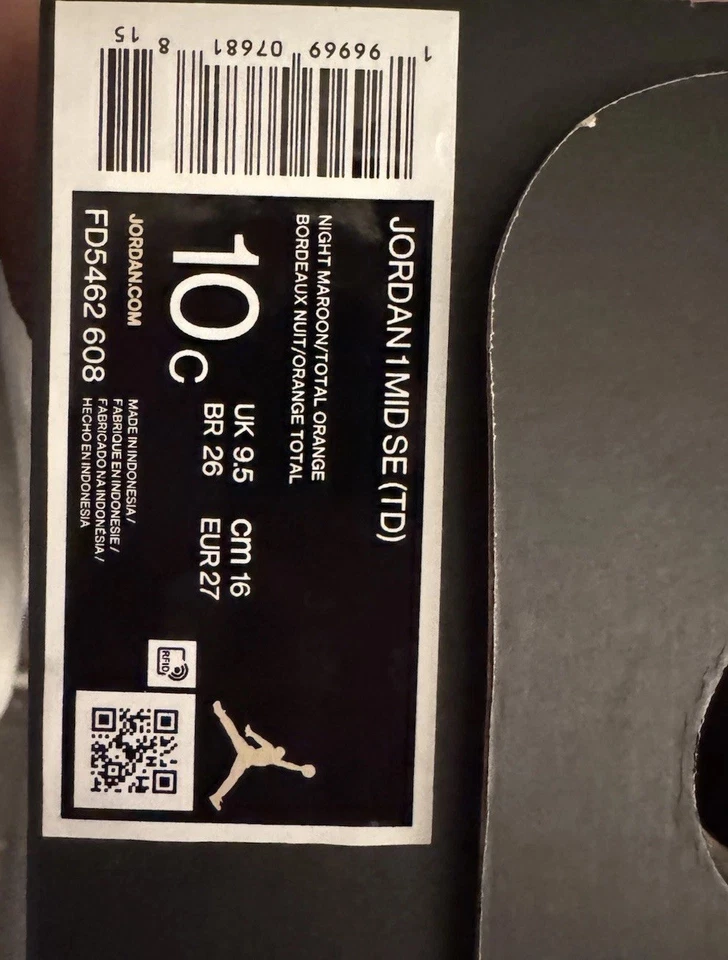 JORDAN 1 MID SE (TD)
NIGHT MAROON/TOTAL ORANGE
BORDEAUX NUIT/ORANGE TOTAL
10C
UK 9.5 cm 16
BR 26 EUR 27
JORDAN.COM
FD5462 608
MADE IN INDONESIA /
FABRIQUE EN INDONESIE /
FABRICADO NA INDONÉSIA /
HECHO EN INDONESIA
RFID
1 96969 07681 8 15